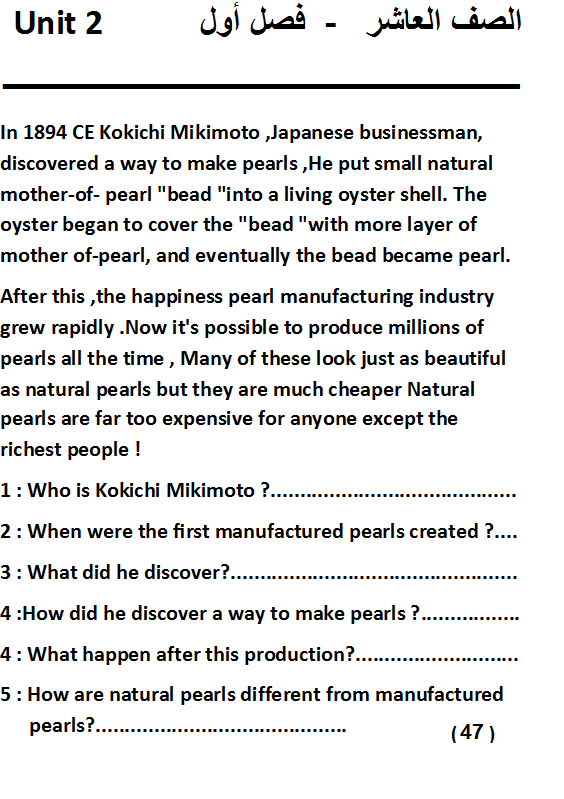 Unit 2 الصف العاشر - فصل أول
In 1894 CE Kokichi Mikimoto ,Japanese businessman,
discovered a way to make pearls ,He put small natural
mother-of- pearl "bead "into a living oyster shell. The
oyster began to cover the "bead "with more layer of
mother of-pearl, and eventually the bead became pearl.
After this ,the happiness pearl manufacturing industry
grew rapidly .Now it's possible to produce millions of
pearls all the time , Many of these look just as beautiful
as natural pearls but they are much cheaper Natural
pearls are far too expensive for anyone except the
richest people !
1 : Who is Kokichi Mikimoto ?..........................................
2 : When were the first manufactured pearls created ?....
3 : What did he discover?.................................................
4 :How did he discover a way to make pearls ?.................
4 : What happen after this production?............................
5 : How are natural pearls different from manufactured
pearls?...........................................
( 47 )